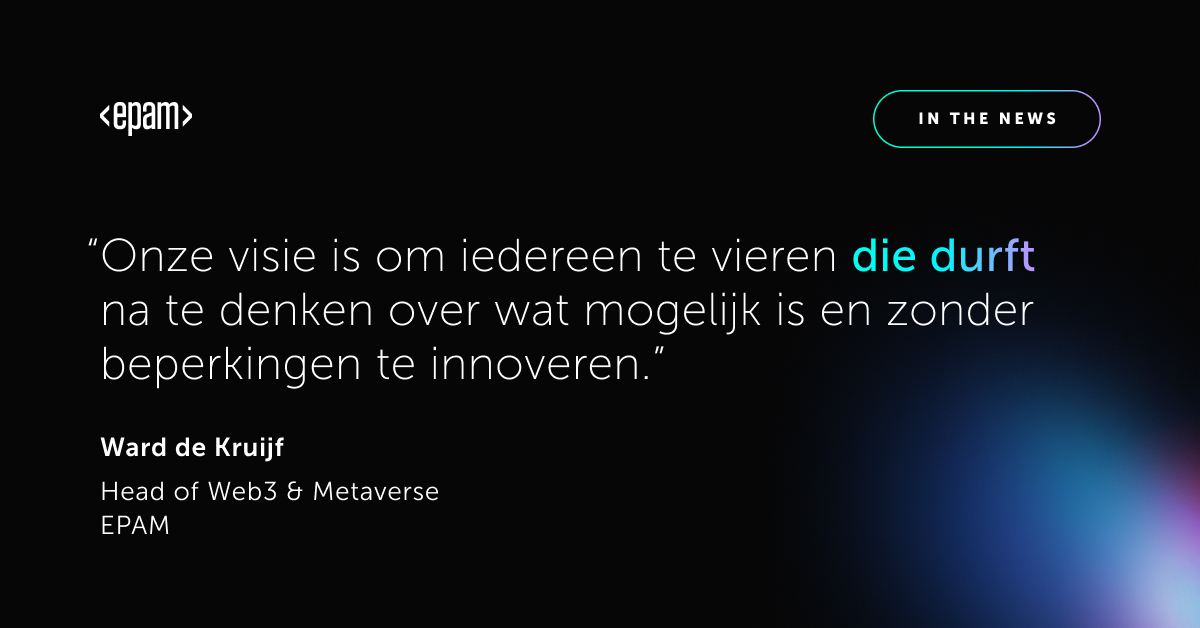 <epam>
IN THE NEWS
“Onze visie is om iedereen te vieren die durft
na te denken over wat mogelijk is en zonder
beperkingen te innoveren.”
Ward de Kruijf
Head of Web3 & Metaverse
EPAM